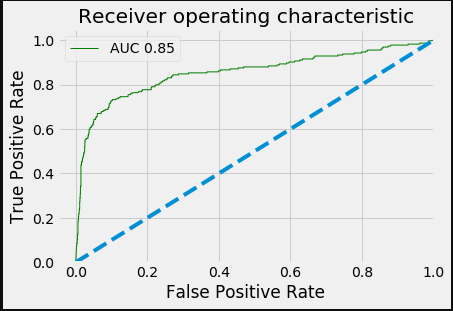 Receiver operating characteristic
AUC 0.85
True Positive Rate
1.0
0.8
0.6
0.4
0.2
0.0
0.0 0.2 0.4 0.6 0.8 1.0
False Positive Rate